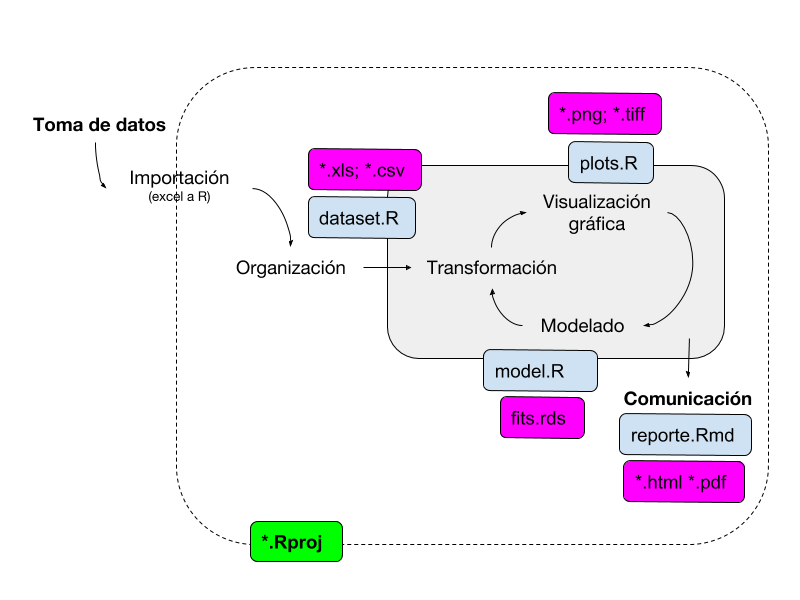 *.png; *.tiff
Toma de datos
plots.R
*.xls; *.csv
Importación
(excel a R)
Visualización
gráfica
dataset.R
Organización
Transformación
Modelado
model.R
Comunicación
fits.rds
reporte.Rmd
*.html *.pdf
*.Rproj